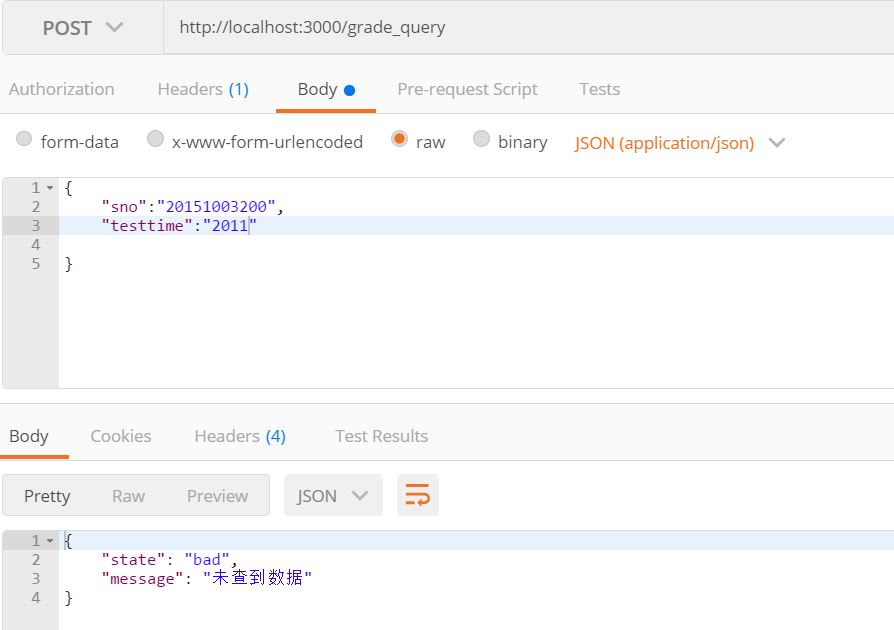 POST http://localhost:3000/grade_query
Authorization Headers (1) Body Pre-request Script Tests
form-data x-www-form-urlencoded raw binary JSON (application/json)
1 {
2 "sno":"20151003200",
3 "testtime":"2011"
4
5 }
Body Cookies Headers (4) Test Results
Pretty Raw Preview JSON
1 {
2 "state": "bad",
3 "message": "未查到数据"
4 }